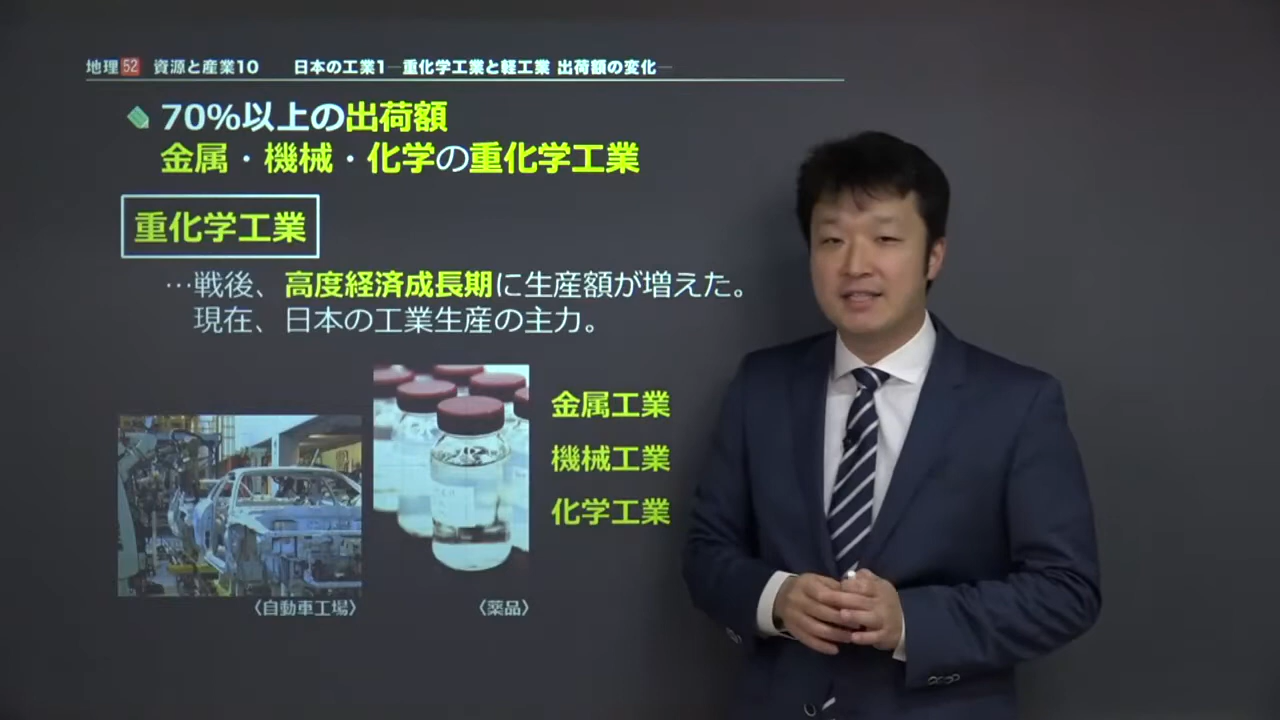 地理52 資源と産業10 日本の工業1―重化学工業と軽工業 出荷額の変化―
70%以上の出荷額
金属・機械・化学の重化学工業
重化学工業
…戦後、高度経済成長期に生産額が増えた。
現在、日本の工業生産の主力。
金属工業
機械工業
化学工業
〈自動車工場〉
〈薬品〉